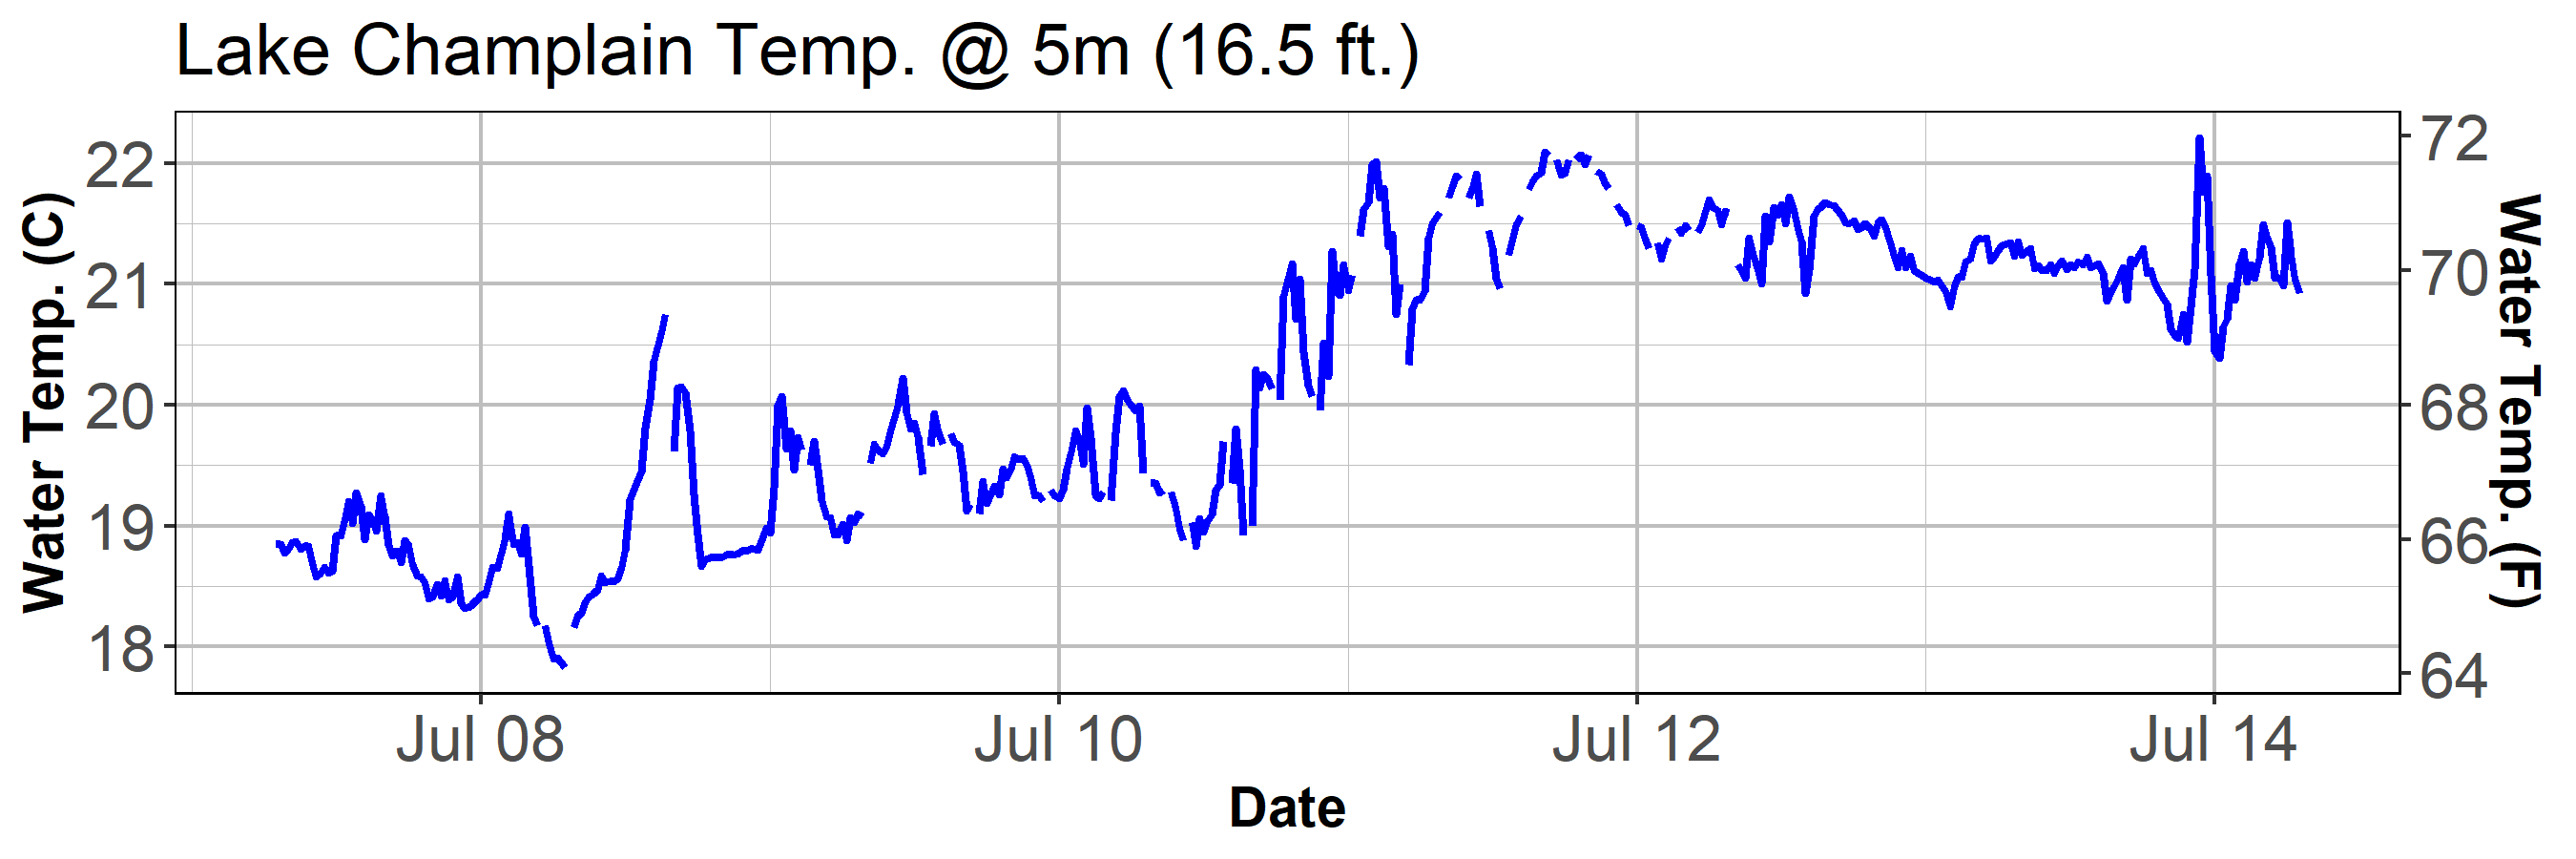 Lake Champlain Temp. @ 5m (16.5 ft.)
Water Temp. (C)
22
21
20
19
18
72
70
68
66
64
Water Temp. (F)
Jul 08
Jul 10
Jul 12
Jul 14
Date